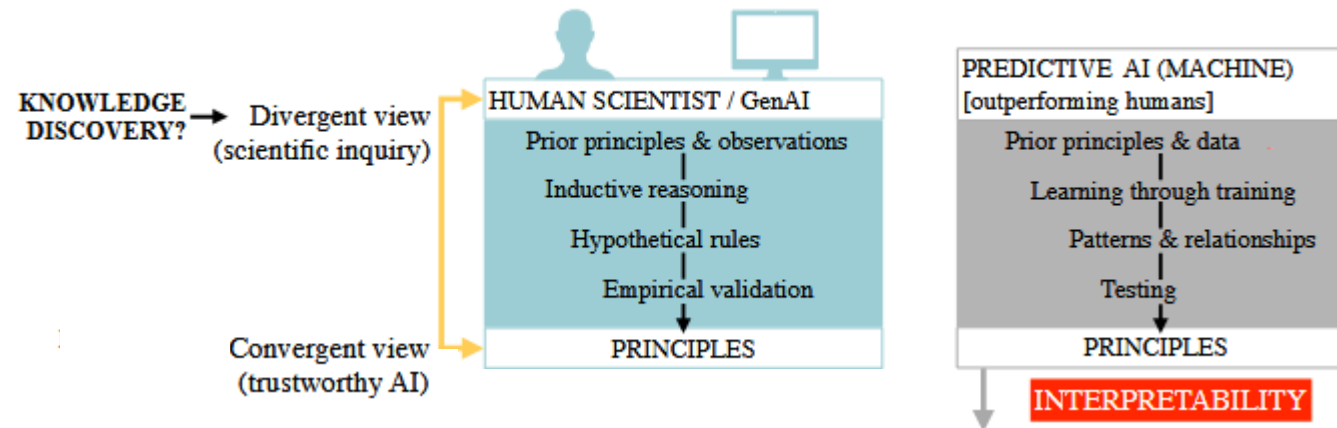 KNOWLEDGE
DISCOVERY?
Divergent view
(scientific inquiry)
Convergent view
(trustworthy AI)
HUMAN SCIENTIST / GenAI
Prior principles & observations
Inductive reasoning
Hypothetical rules
Empirical validation
PRINCIPLES
PREDICTIVE AI (MACHINE)
[outperforming humans]
Prior principles & data
Learning through training
Patterns & relationships
Testing
PRINCIPLES
INTERPRETABILITY